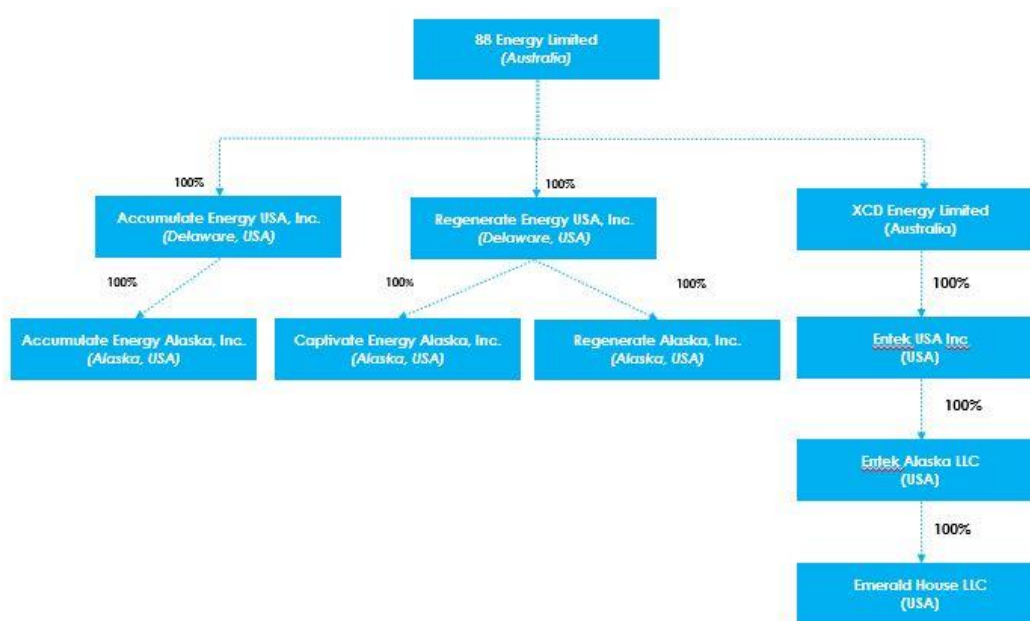 88 Energy Limited
(Australia)
100%
100%
Accumulate Energy USA, Inc.
(Delaware, USA)
Regenerate Energy USA, Inc.
(Delaware, USA)
XCD Energy Limited
(Australia)
100%
100%
100%
100%
Accumulate Energy Alaska, Inc.
(Alaska, USA)
Captivate Energy Alaska, Inc.
(Alaska, USA)
Regenerate Alaska, Inc.
(Alaska, USA)
Entek USA Inc
(USA)
100%
Entek Alaska LLC
(USA)
100%
Emerald House LLC
(USA)